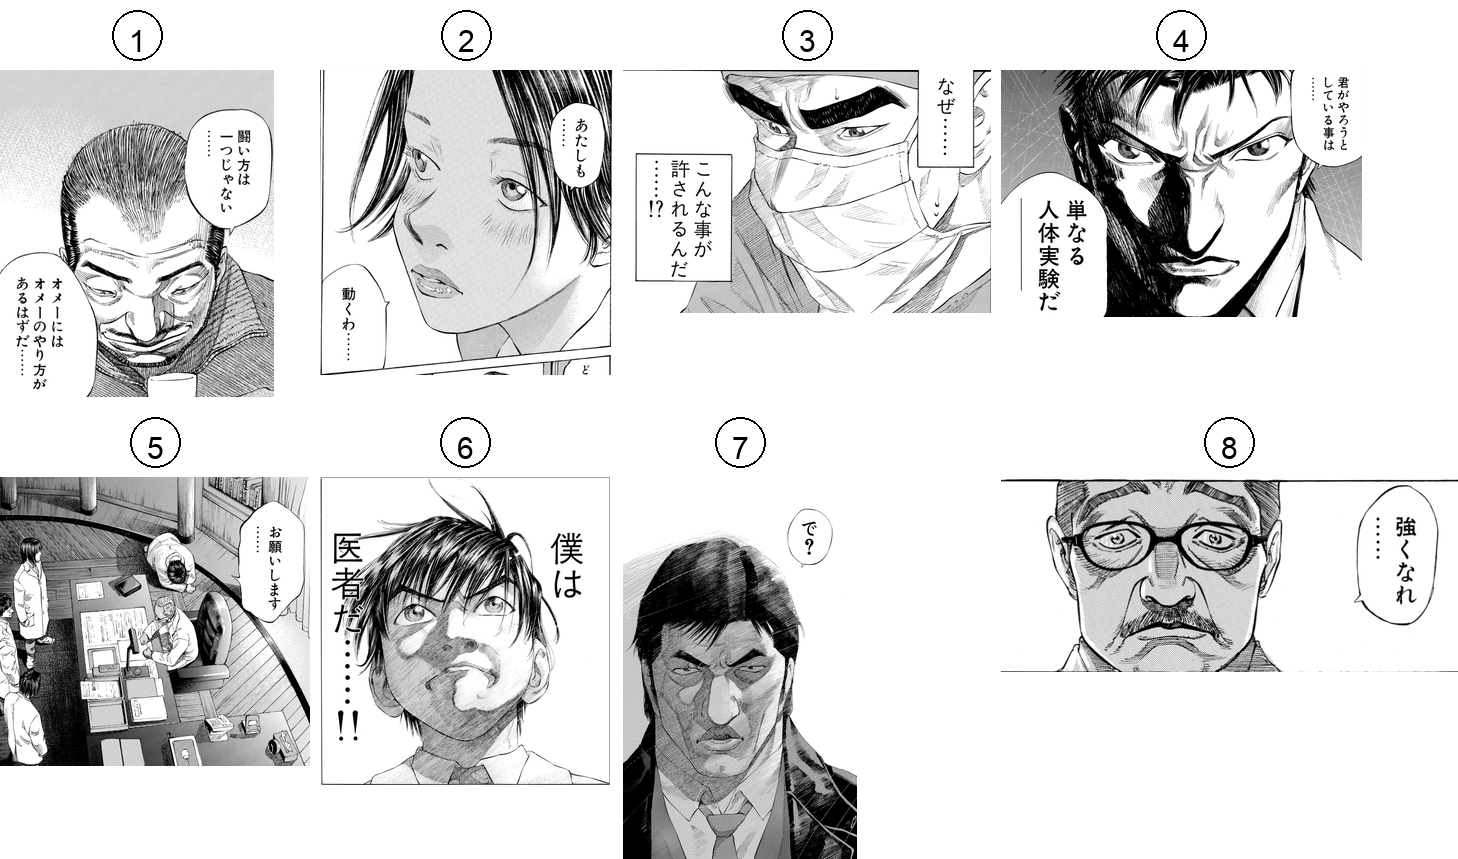 1
闘い方は
一つじゃない
……
オメーには
オメーのやり方が
あるはずだ……
2
あたしも
……
動くわ……
ど
3
なぜ……
こんな事が
許されるんだ
……!?
4
君がやろうと
している事は
……
単なる
人体実験だ
5
お願いします
……
6
僕は
医者だ……‼
7
で?
8
強くなれ
……